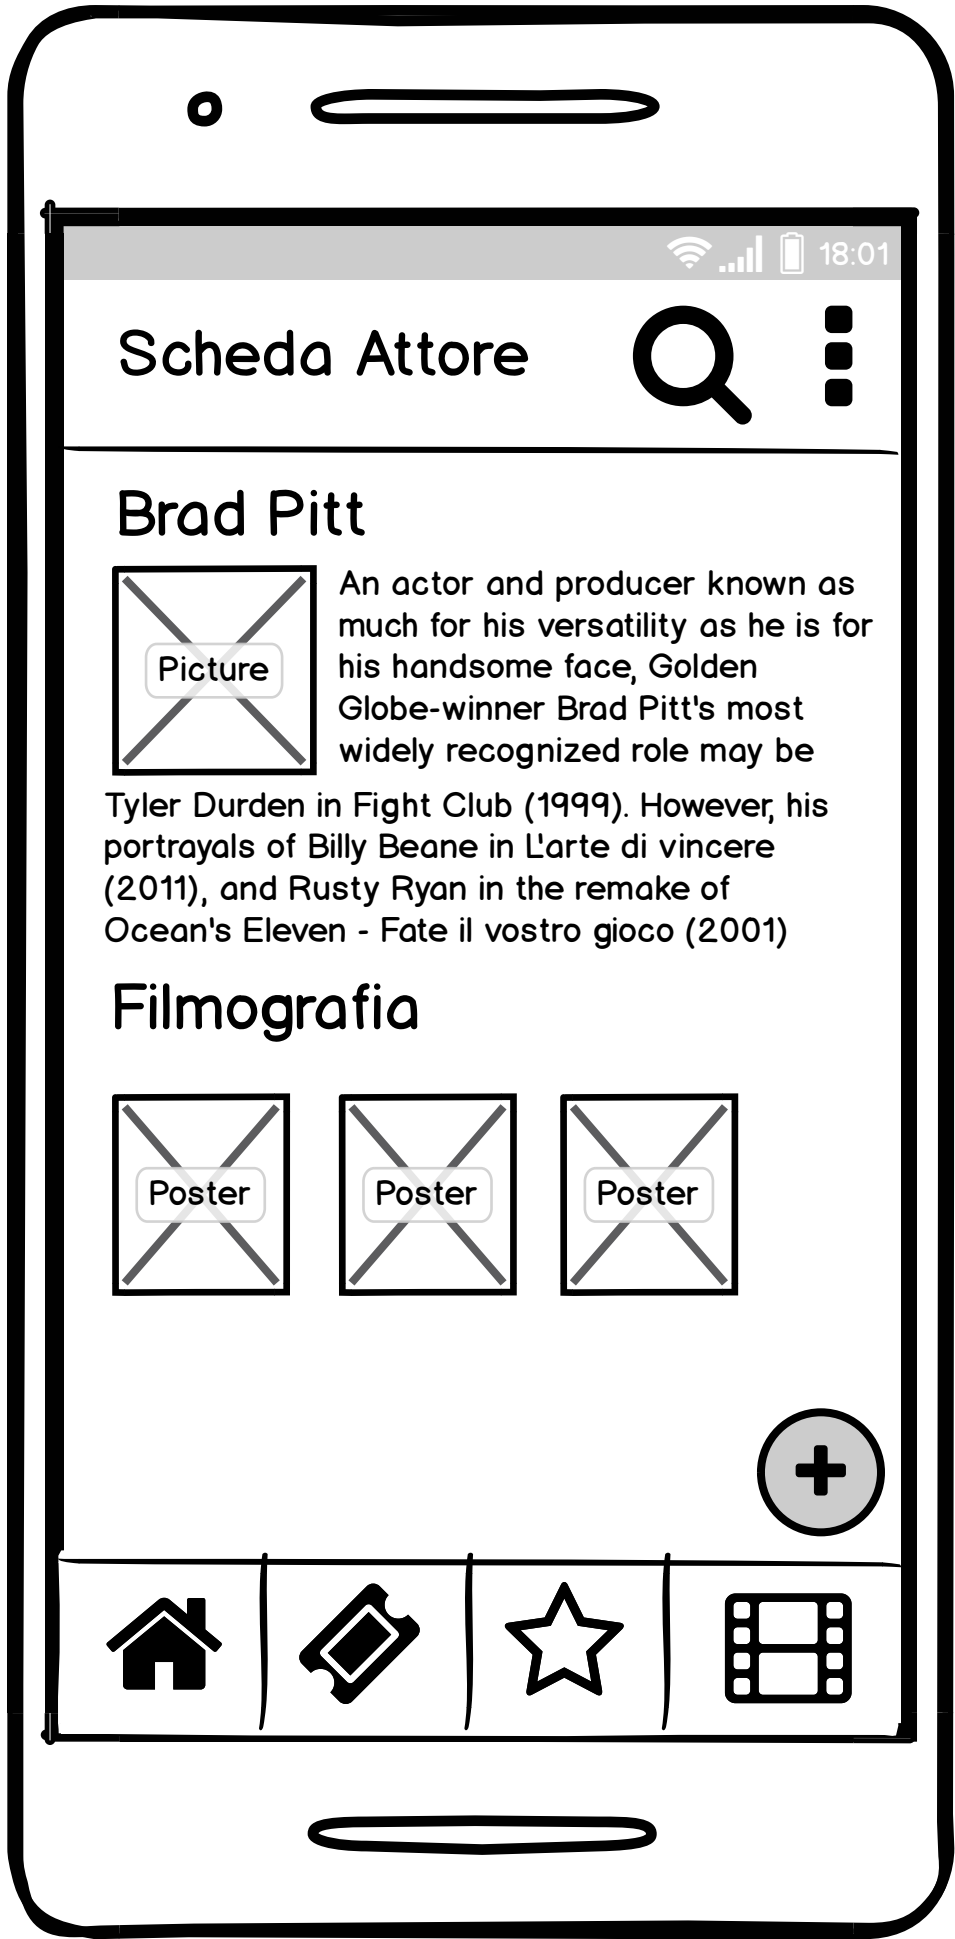 18:01
Scheda Attore
Brad Pitt
Picture
An actor and producer known as
much for his versatility as he is for
his handsome face, Golden
Globe-winner Brad Pitt's most
widely recognized role may be
Tyler Durden in Fight Club (1999). However, his
portrayals of Billy Beane in L'arte di vincere
(2011), and Rusty Ryan in the remake of
Ocean's Eleven - Fate il vostro gioco (2001)
Filmografia
Poster Poster Poster